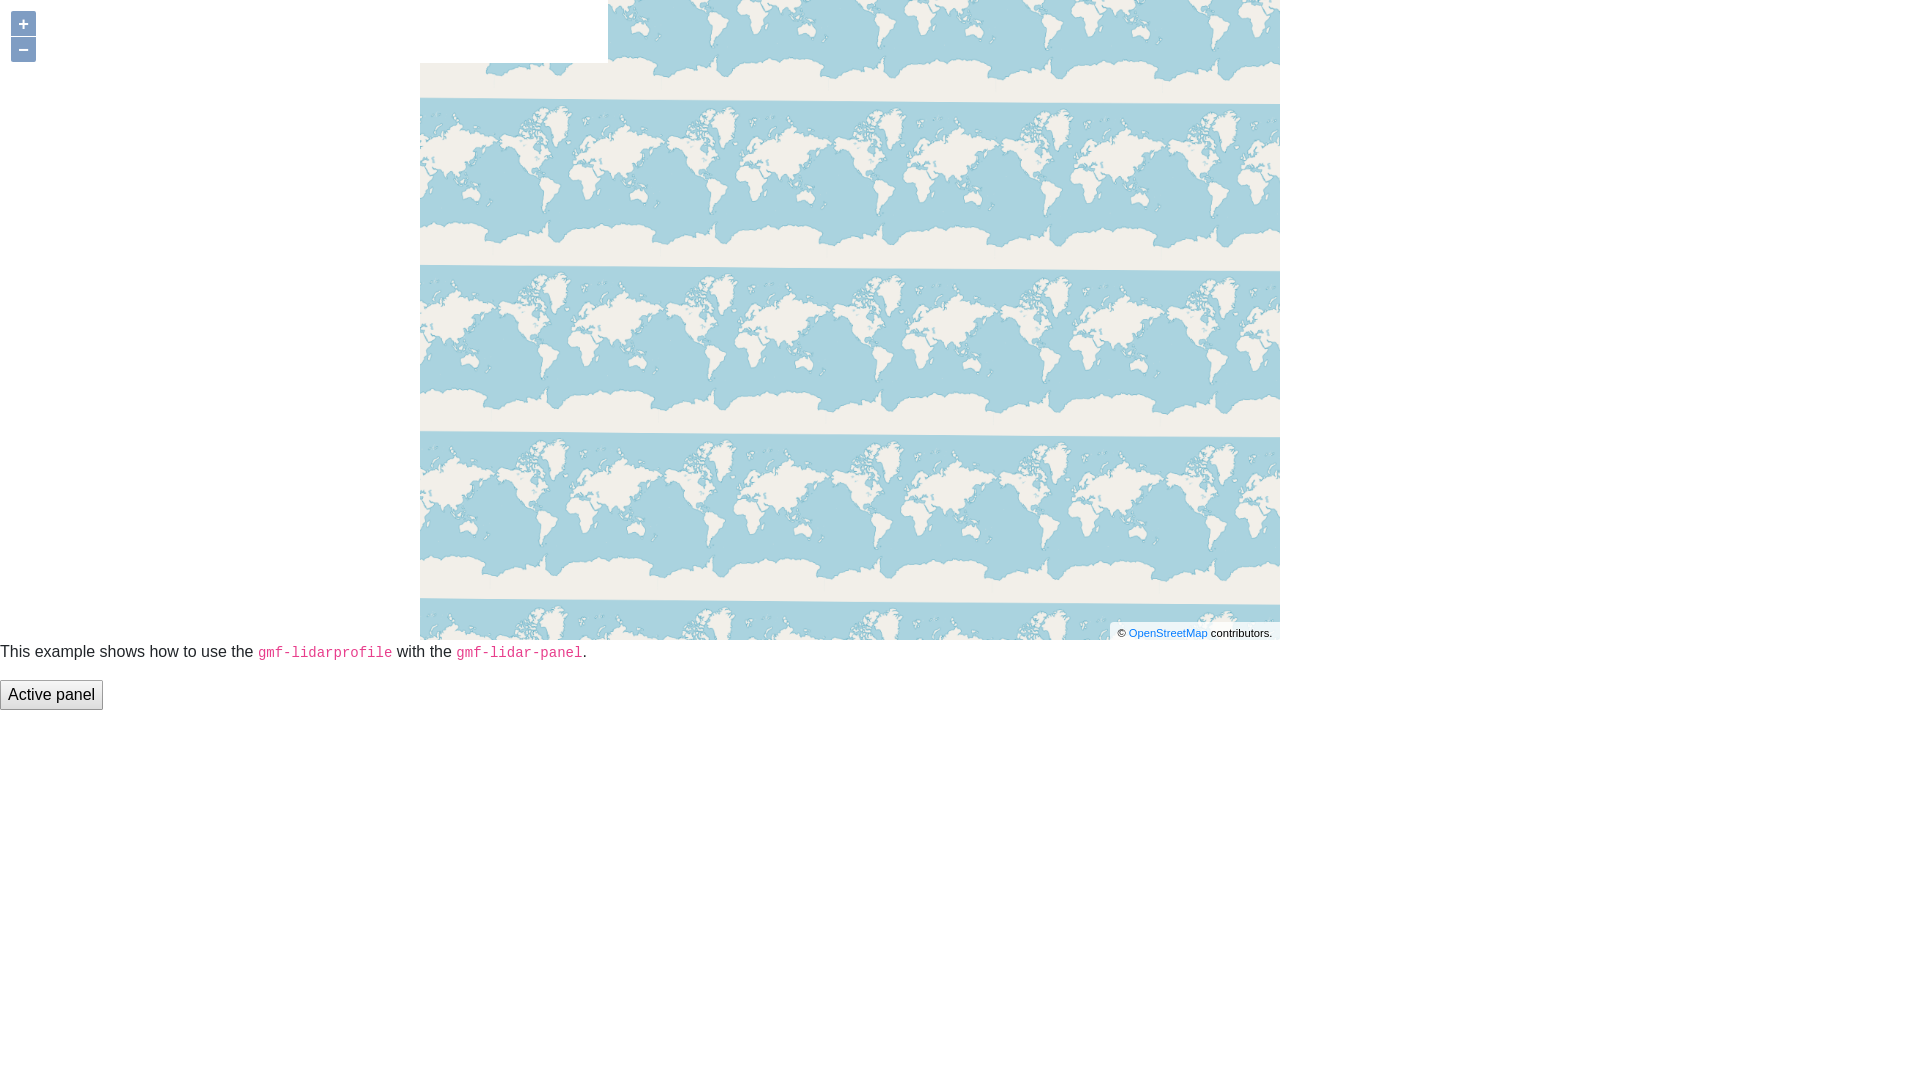 +
−
© OpenStreetMap contributors.
This example shows how to use the gmf-lidarprofile with the gmf-lidar-panel.
Active panel